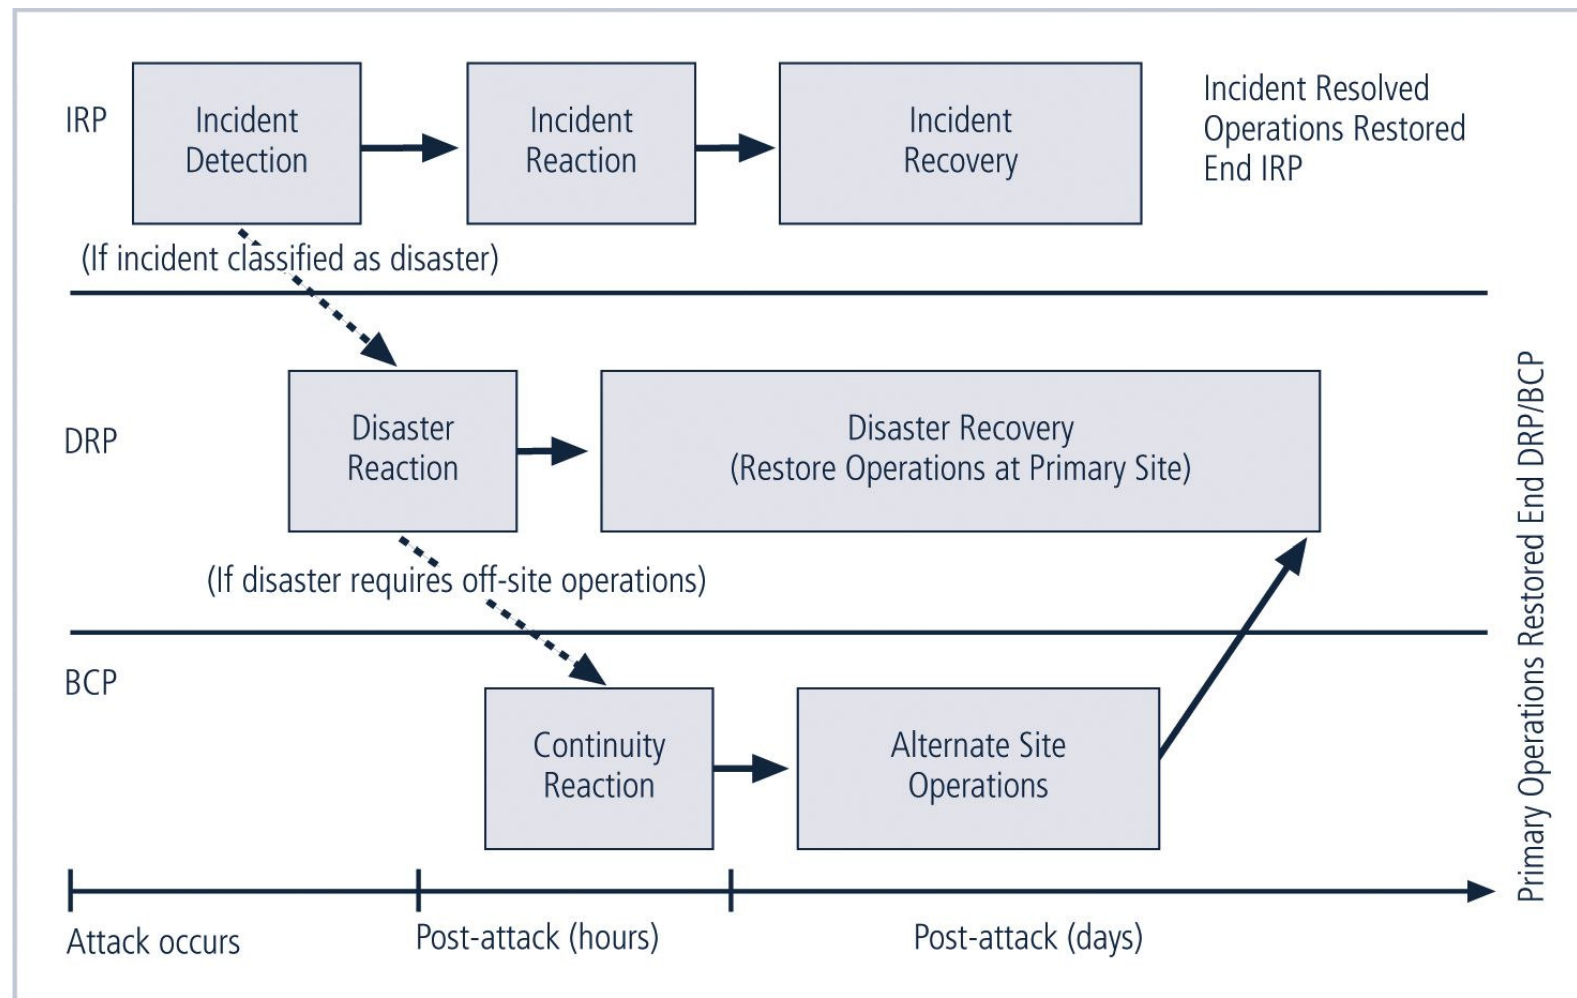 IRP
Incident
Detection
Incident
Reaction
Incident
Recovery
Incident Resolved
Operations Restored
End IRP
(If incident classified as disaster)
DRP
Disaster
Reaction
Disaster Recovery
(Restore Operations at Primary Site)
(If disaster requires off-site operations)
BCP
Continuity
Reaction
Alternate Site
Operations
Primary Operations Restored End DRP/BCP
Attack occurs
Post-attack (hours)
Post-attack (days)